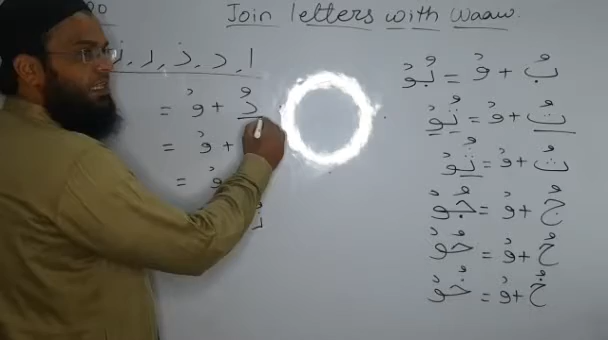 Join letters with waaw.
ا , د , ذ , ر , ز
بُ + وْ = بُوْ
تُ + وْ = تُوْ
ثُ + وْ = ثُوْ
جُ + وْ = جُوْ
حُ + وْ = حُوْ
خُ + وْ = خُوْ
دُ + وْ =
+ وْ =
وْ =